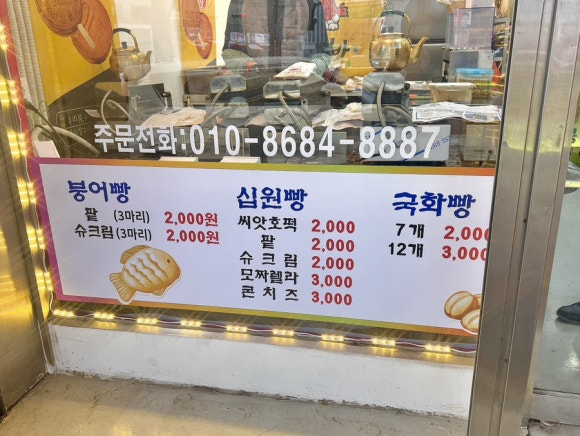 주문전화:010-8684-8887
붕어빵
팥 (3마리) 2,000원
슈크림(3마리) 2,000원
십원빵
씨앗호떡 2,000
팥 2,000
슈크림 2,000
모짜렐라 3,000
콘치즈 3,000
국화빵
7개 2,000
12개 3,000